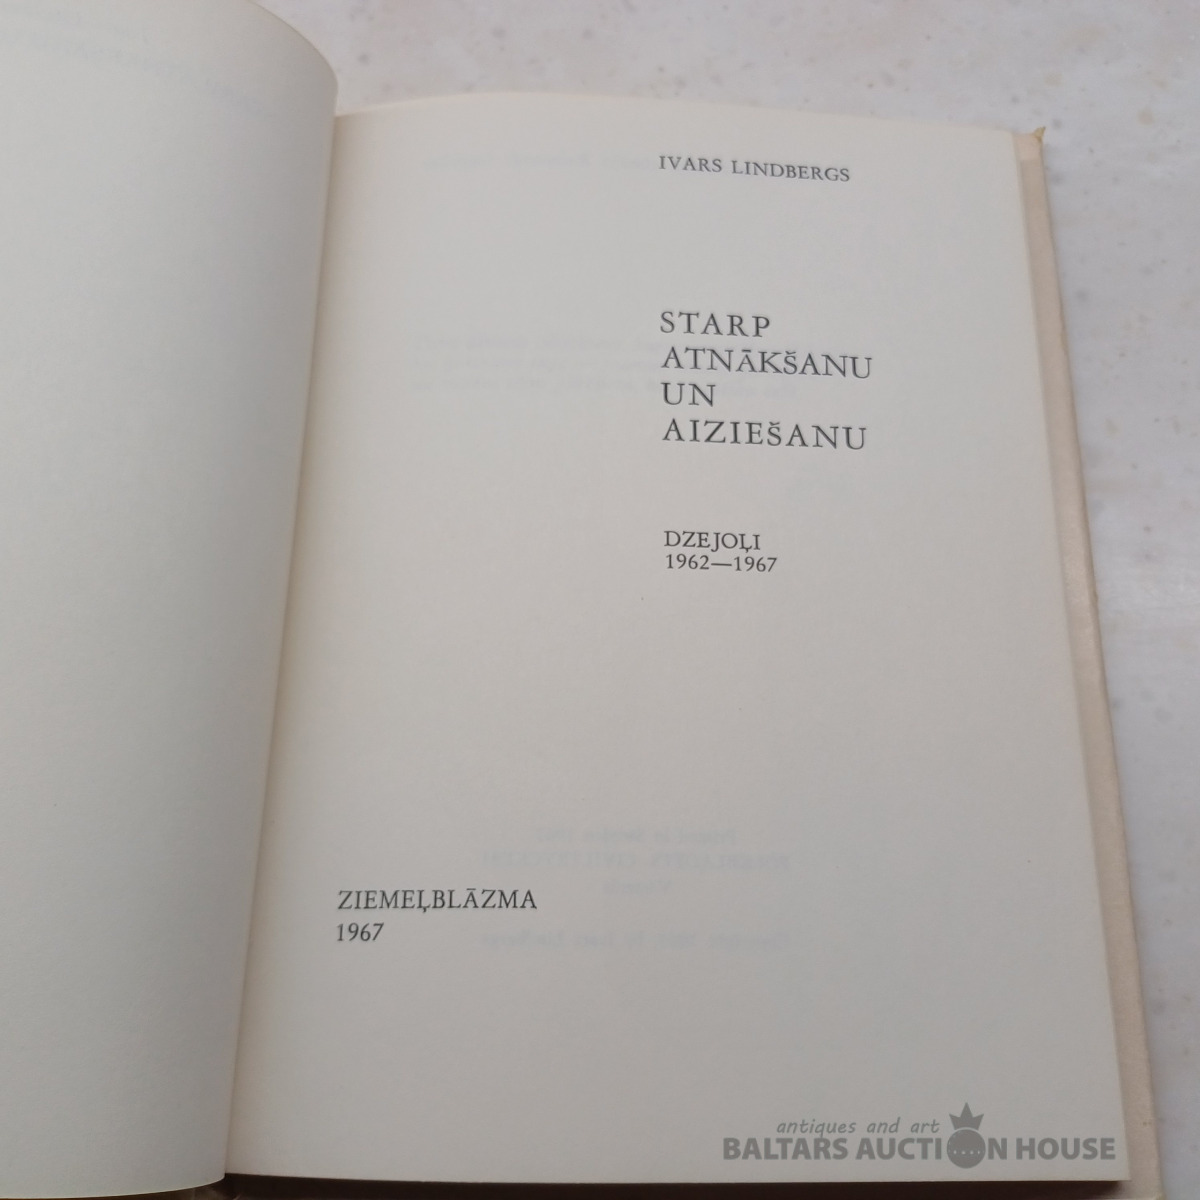 IVARS LINDBERGS
STARP
ATNĀKŠANU
UN
AIZIEŠANU
DZEJOĻI
1962—1967
ZIEMEĻBLĀZMA
1967
antiques and art
BALTARS AUCTION HOUSE